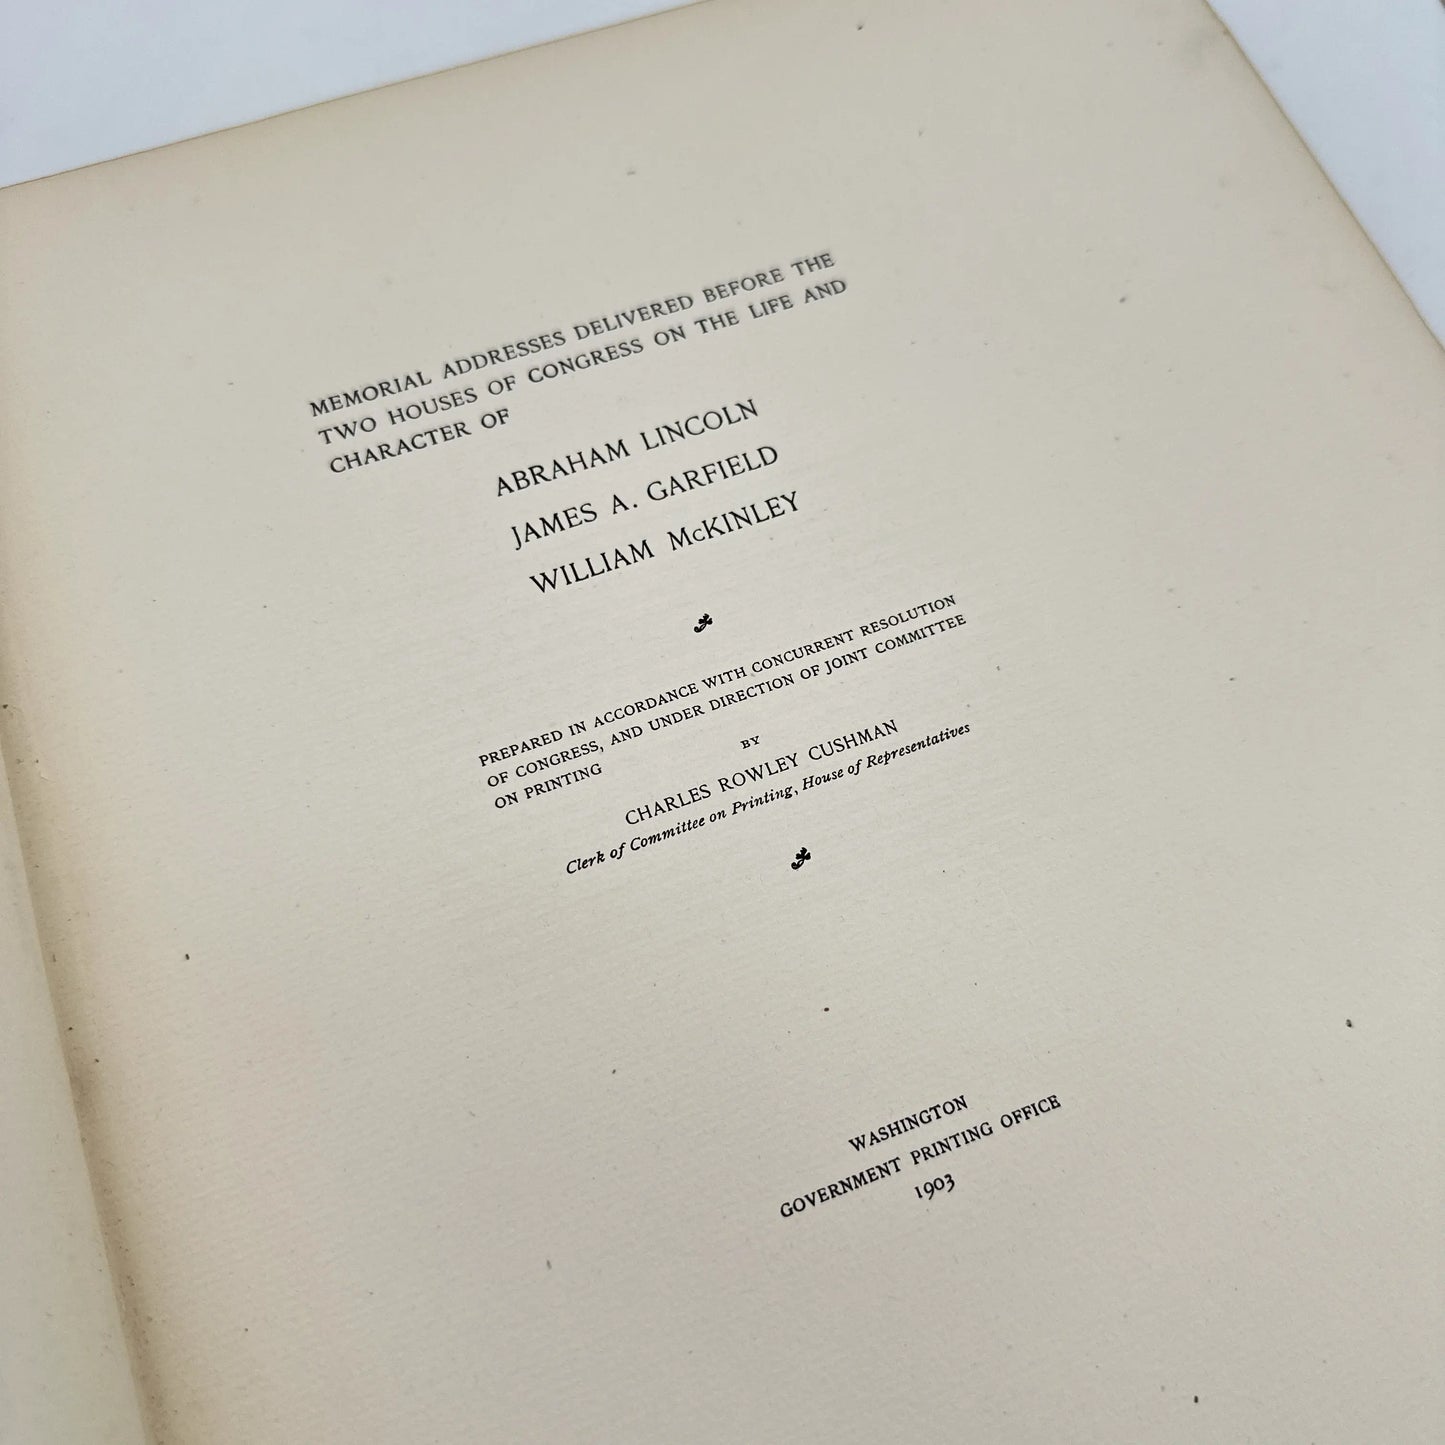 MEMORIAL ADDRESSES DELIVERED BEFORE THE
TWO HOUSES OF CONGRESS ON THE LIFE AND
CHARACTER OF
ABRAHAM LINCOLN
JAMES A. GARFIELD
WILLIAM McKINLEY
PREPARED IN ACCORDANCE WITH CONCURRENT RESOLUTION
OF CONGRESS, AND UNDER DIRECTION OF JOINT COMMITTEE
ON PRINTING
BY
CHARLES ROWLEY CUSHMAN
Clerk of Committee on Printing, House of Representatives
WASHINGTON
GOVERNMENT PRINTING OFFICE
1903